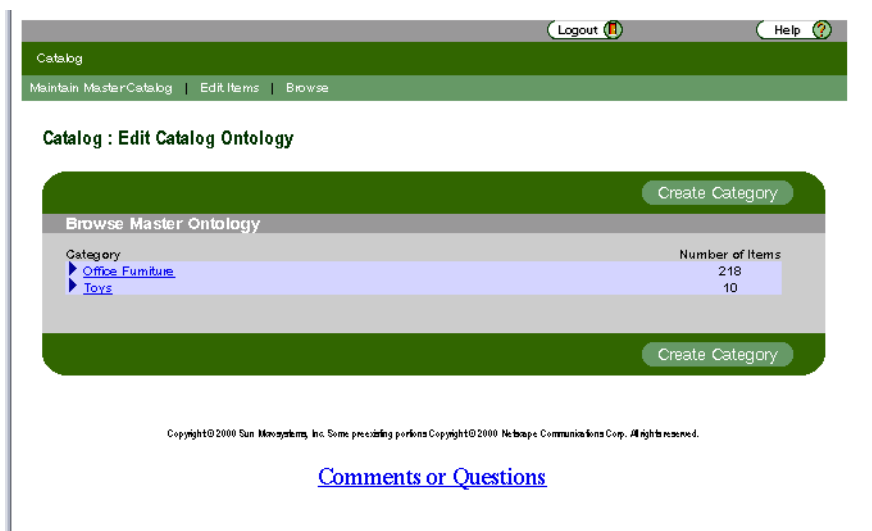 Logout Help
Catalog
Maintain Master Catalog | Edit Items | Browse
Catalog : Edit Catalog Ontology
Create Category
Browse Master Ontology
Category Number of Items
Office Furniture 218
Toys 10
Create Category
Copyright © 2000 Sun Microsystems, Inc. Some preexisting portions Copyright © 2000 Netscape Communications Corp. All rights reserved.
Comments or Questions